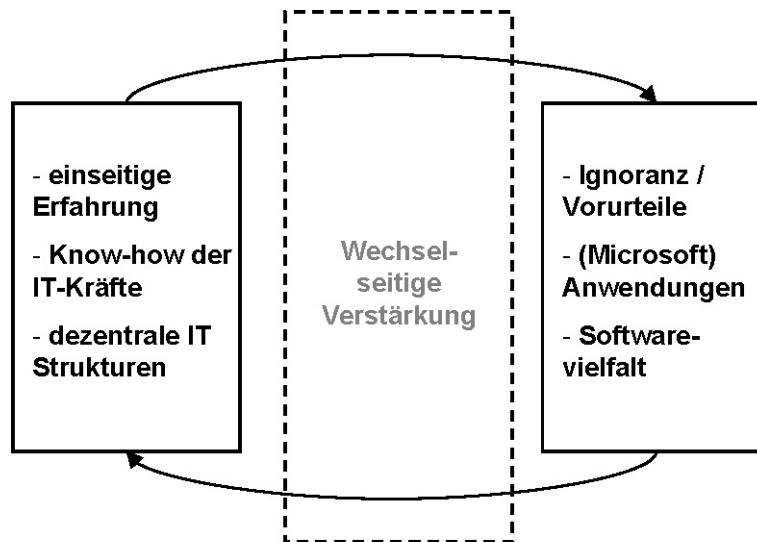 - einseitige
Erfahrung
- Know-how der
IT-Kräfte
- dezentrale IT
Strukturen
Wechsel-
seitige
Verstärkung
- Ignoranz /
Vorurteile
- (Microsoft)
Anwendungen
- Software-
vielfalt